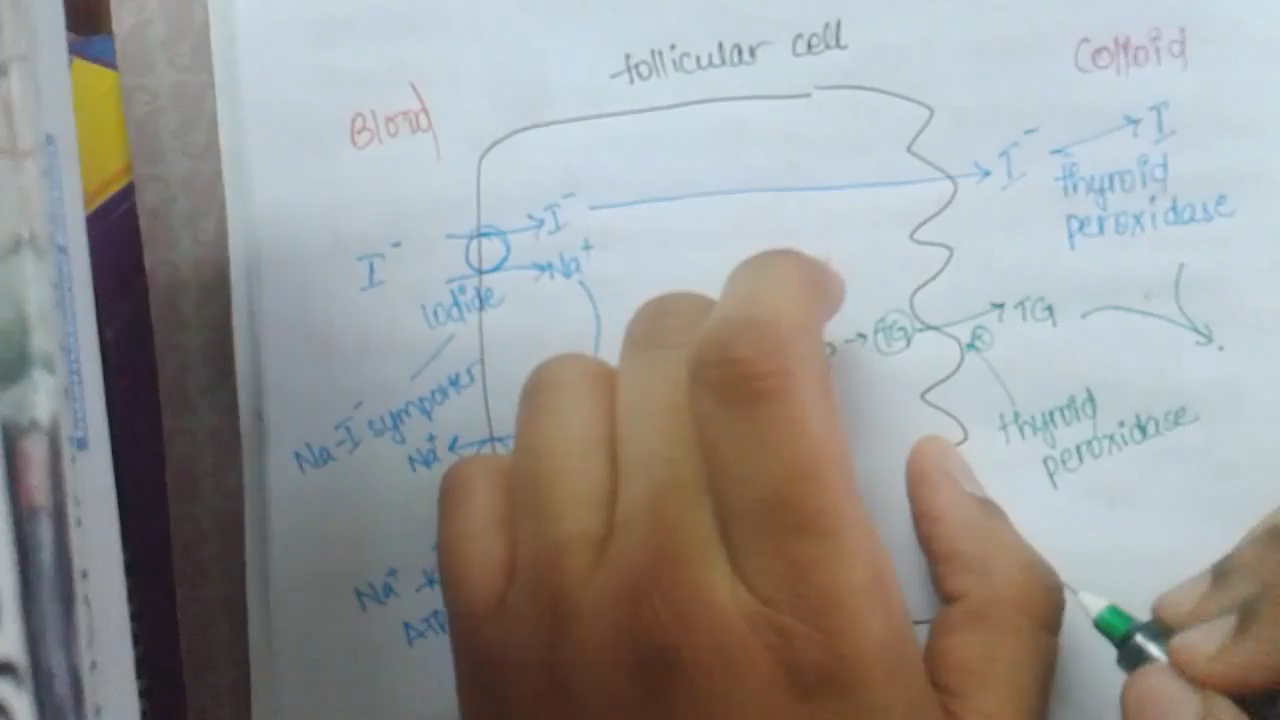 follicular cell
Colloid
Blood
I⁻ → I
I⁻ → I⁻
thyroid
peroxidase
Na⁺
Iodide
→ TG → TG
Na-I⁻ symporter
Na⁺
thyroid
peroxidase
Na⁺